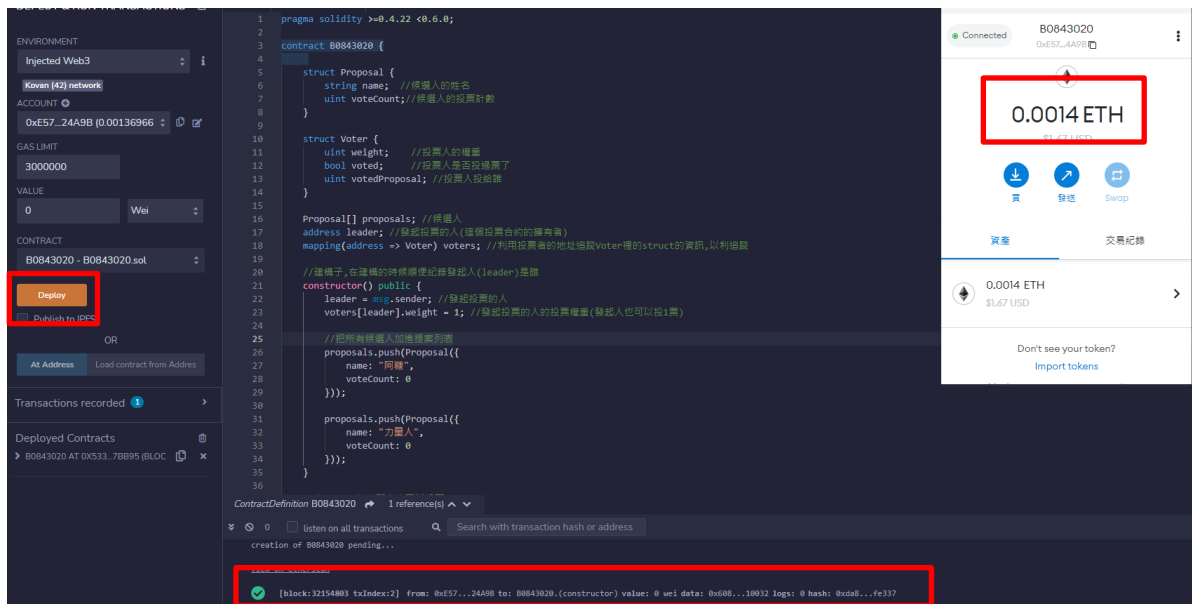 ENVIRONMENT
Injected Web3
Kovan (42) network
ACCOUNT
0xE57...24A9B (0.00136966
GAS LIMIT
3000000
VALUE
0
Wei
CONTRACT
B0843020 - B0843020.sol
Deploy
Publish to IPFS
OR
At Address
Load contract from Addres
Transactions recorded 1
Deployed Contracts
B0843020 AT 0X533...7BB95 (BLOC
1 pragma solidity >=0.4.22 <0.6.0;
2
3 contract B0843020 {
4
5 struct Proposal {
6 string name; //候選人的姓名
7 uint voteCount;//候選人的投票計數
8 }
9
10 struct Voter {
11 uint weight; //投票人的權重
12 bool voted; //投票人是否投過票了
13 uint votedProposal; //投票人投給誰
14 }
15
16 Proposal[] proposals; //候選人
17 address leader; //發起投票的人(這個投票合約的擁有者)
18 mapping(address => Voter) voters; //利用投票者的地址追蹤Voter裡的struct的資訊,以利追蹤
19
20 //建構子,在建構的時候順便紀錄發起人(leader)是誰
21 constructor() public {
22 leader = msg.sender; //發起投票的人
23 voters[leader].weight = 1; //發起投票的人的投票權重(發起人也可以投1票)
24
25 //把所有候選人加進提案列表
26 proposals.push(Proposal({
27 name: "阿糖",
28 voteCount: 0
29 }));
30
31 proposals.push(Proposal({
32 name: "力量人",
33 voteCount: 0
34 }));
35 }
36
ContractDefinition B0843020 1 reference(s)
0 listen on all transactions Search with transaction hash or address
creation of B0843020 pending...
[block:32154803 txIndex:2] from: 0xE57...24A9B to: B0843020.(constructor) value: 0 wei data: 0x608...10032 logs: 0 hash: 0xda8...fe337
Connected
B0843020
0xE57...4A9B
0.0014 ETH
$1.67 USD
買
發送
Swap
資產
交易紀錄
0.0014 ETH
$1.67 USD
Don't see your token?
Import tokens